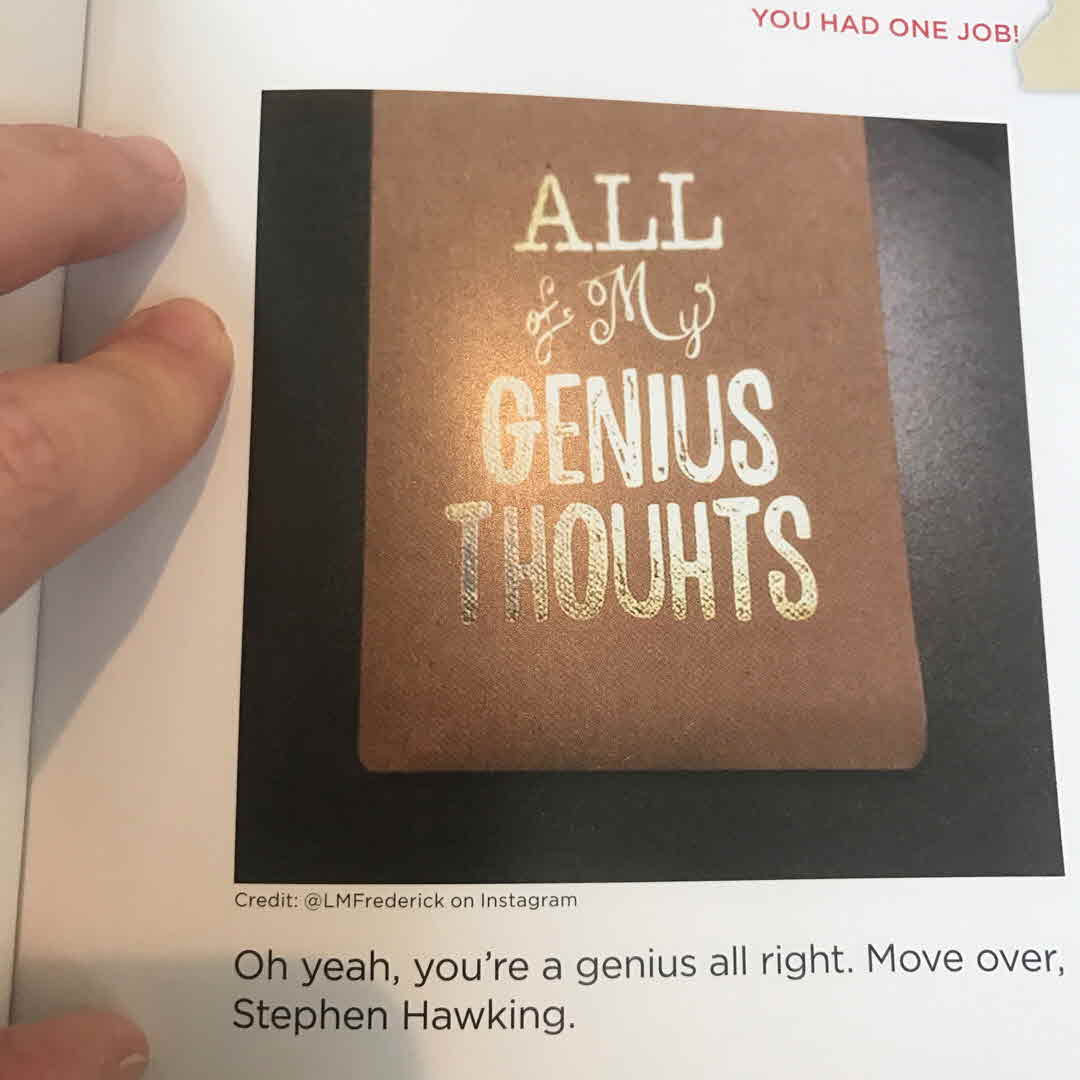 YOU HAD ONE JOB!
ALL
of My
GENIUS
THOUHTS
Credit: @LMFrederick on Instagram
Oh yeah, you're a genius all right. Move over,
Stephen Hawking.